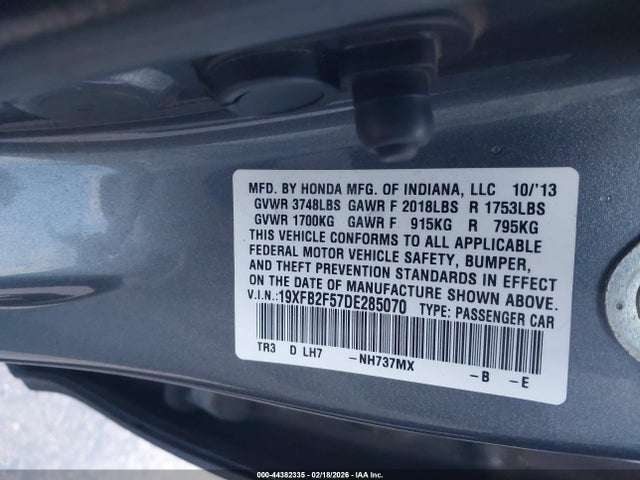 MFD. BY HONDA MFG. OF INDIANA, LLC 10/'13
GVWR 3748LBS GAWR F 2018LBS R 1753LBS
GVWR 1700KG GAWR F 915KG R 795KG
THIS VEHICLE CONFORMS TO ALL APPLICABLE
FEDERAL MOTOR VEHICLE SAFETY, BUMPER,
AND THEFT PREVENTION STANDARDS IN EFFECT
ON THE DATE OF MANUFACTURE SHOWN ABOVE.
V.I.N.:19XFB2F57DE285070 TYPE: PASSENGER CAR
TR3 D LH7 -NH737MX -B -E
000-44382335 - 02/18/2026 - IAA Inc.